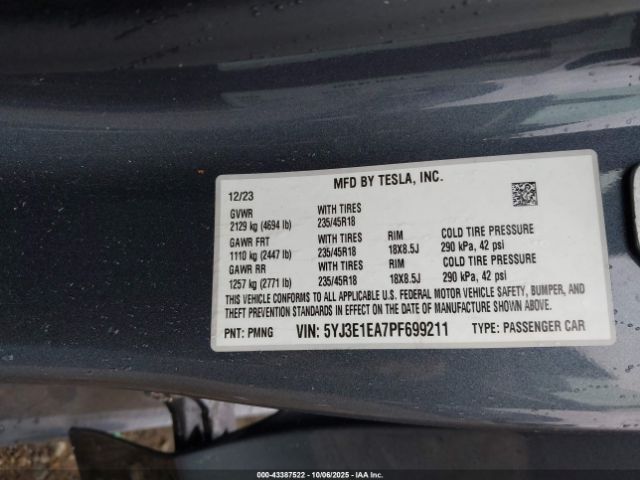 MFD BY TESLA, INC.
12/23
GVWR WITH TIRES
2129 kg (4694 lb) 235/45R18
GAWR FRT WITH TIRES RIM COLD TIRE PRESSURE
1110 kg (2447 lb) 235/45R18 18X8.5J 290 kPa, 42 psi
GAWR RR WITH TIRES RIM COLD TIRE PRESSURE
1257 kg (2771 lb) 235/45R18 18X8.5J 290 kPa, 42 psi
THIS VEHICLE CONFORMS TO ALL APPLICABLE U.S. FEDERAL MOTOR VEHICLE SAFETY, BUMPER, AND
THEFT PREVENTION STANDARDS IN EFFECT ON THE DATE OF MANUFACTURE SHOWN ABOVE.
PNT: PMNG VIN: 5YJ3E1EA7PF699211 TYPE: PASSENGER CAR
000-43387522 | 10/06/2025 | IAA Inc.